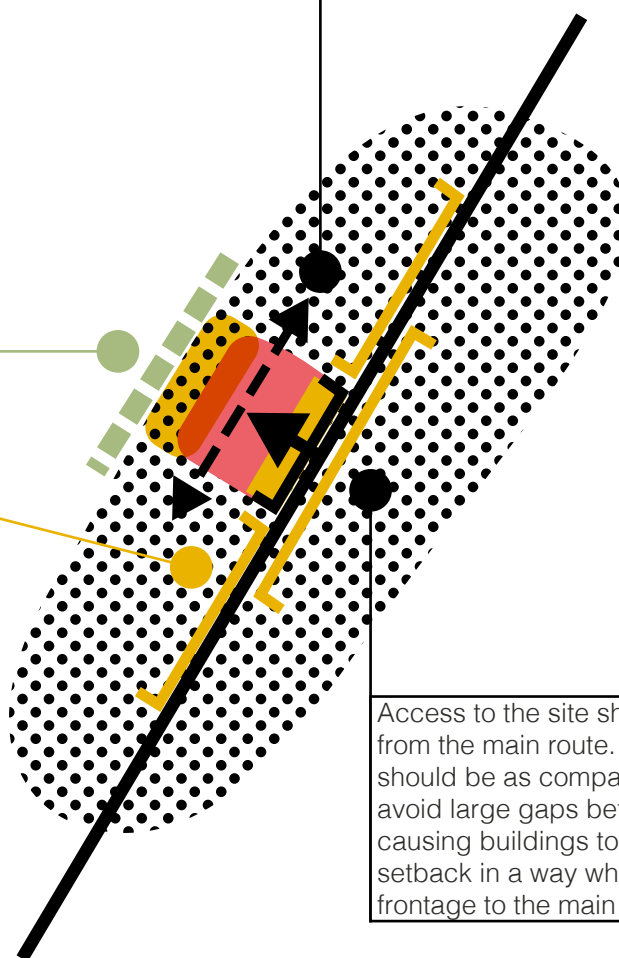 Access to the site
from the main route.
should be as
avoid large gaps
causing buildings to
setback in a way
frontage to the main